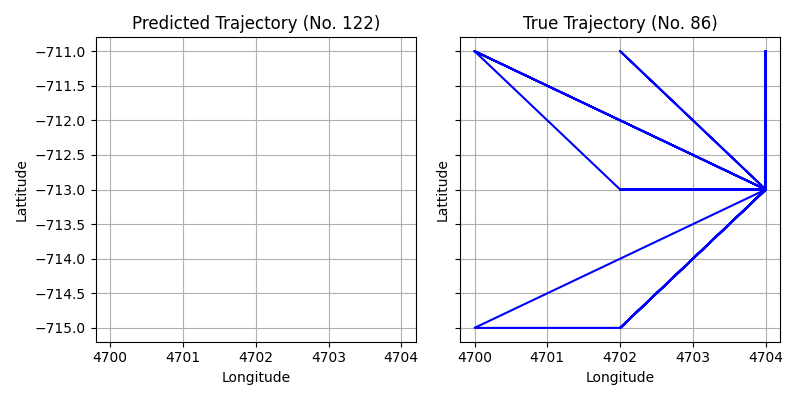 Predicted Trajectory (No. 122)
True Trajectory (No. 86)
−711.0
−711.5
−712.0
−712.5
−713.0
−713.5
−714.0
−714.5
−715.0
Lattitude
Lattitude
4700 4701 4702 4703 4704
4700 4701 4702 4703 4704
Longitude
Longitude